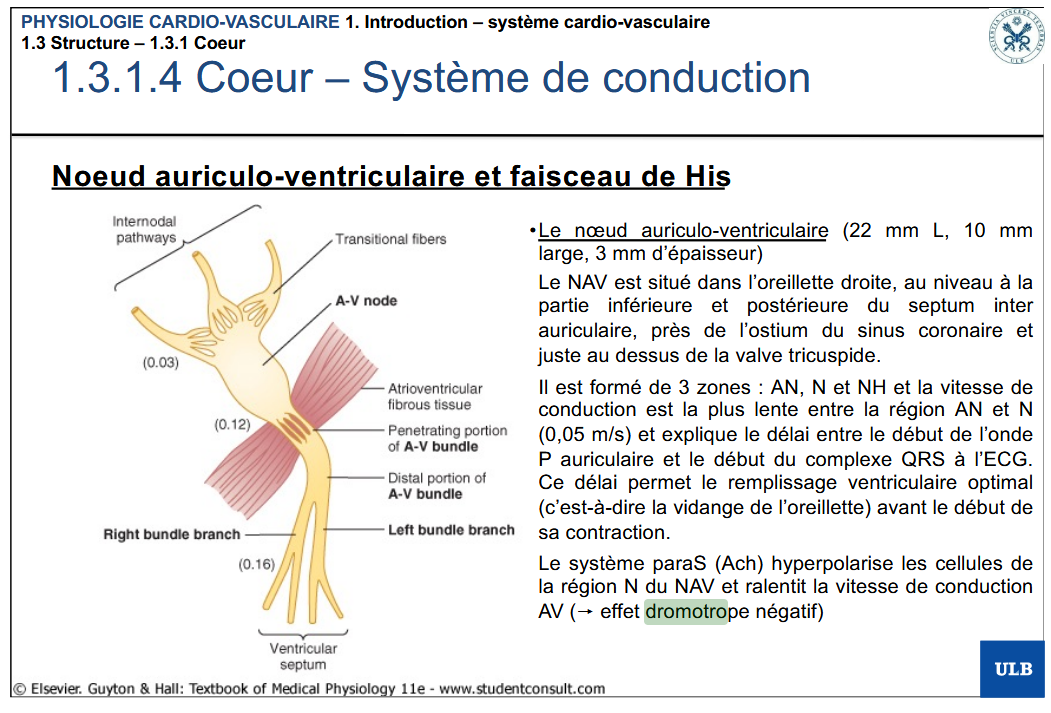 PHYSIOLOGIE CARDIO-VASCULAIRE 1. Introduction – système cardio-vasculaire
1.3 Structure – 1.3.1 Coeur
1.3.1.4 Coeur – Système de conduction
Noeud auriculo-ventriculaire et faisceau de His
Internodal
pathways
Transitional fibers
A-V node
(0.03)
Atrioventricular
fibrous tissue
(0.12)
Penetrating portion
of A-V bundle
Distal portion of
A-V bundle
Right bundle branch
Left bundle branch
(0.16)
Ventricular
septum
•Le nœud auriculo-ventriculaire (22 mm L, 10 mm
large, 3 mm d’épaisseur)
Le NAV est situé dans l’oreillette droite, au niveau à la
partie inférieure et postérieure du septum inter
auriculaire, près de l’ostium du sinus coronaire et
juste au dessus de la valve tricuspide.
Il est formé de 3 zones : AN, N et NH et la vitesse de
conduction est la plus lente entre la région AN et N
(0,05 m/s) et explique le délai entre le début de l’onde
P auriculaire et le début du complexe QRS à l’ECG.
Ce délai permet le remplissage ventriculaire optimal
(c’est-à-dire la vidange de l’oreillette) avant le début de
sa contraction.
Le système paraS (Ach) hyperpolarise les cellules de
la région N du NAV et ralentit la vitesse de conduction
AV (→ effet dromotrope négatif)
© Elsevier. Guyton & Hall: Textbook of Medical Physiology 11e - www.studentconsult.com
ULB